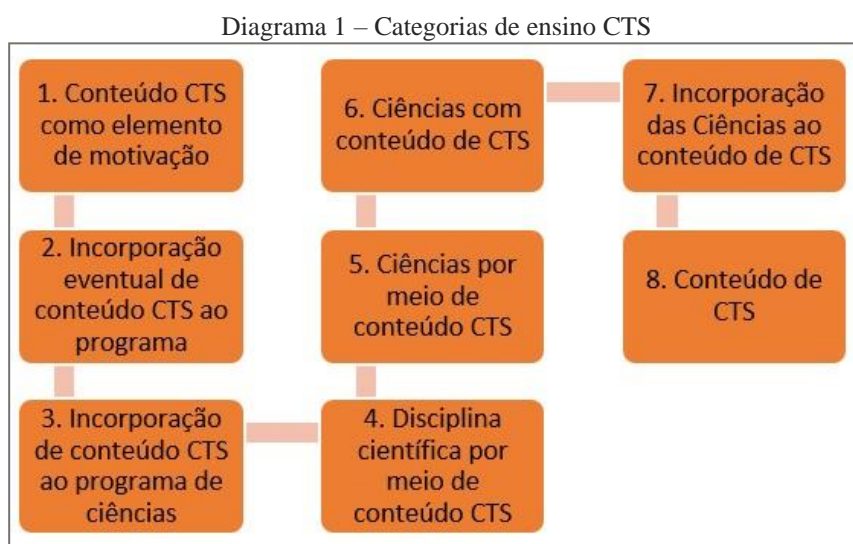 Diagrama 1 – Categorias de ensino CTS
1. Conteúdo CTS
como elemento
de motivação
2. Incorporação
eventual de
conteúdo CTS ao
programa
3. Incorporação
de conteúdo CTS
ao programa de
ciências
4. Disciplina
científica por
meio de
conteúdo CTS
5. Ciências por
meio de
conteúdo CTS
6. Ciências com
conteúdo de CTS
7. Incorporação
das Ciências ao
conteúdo de CTS
8. Conteúdo de
CTS